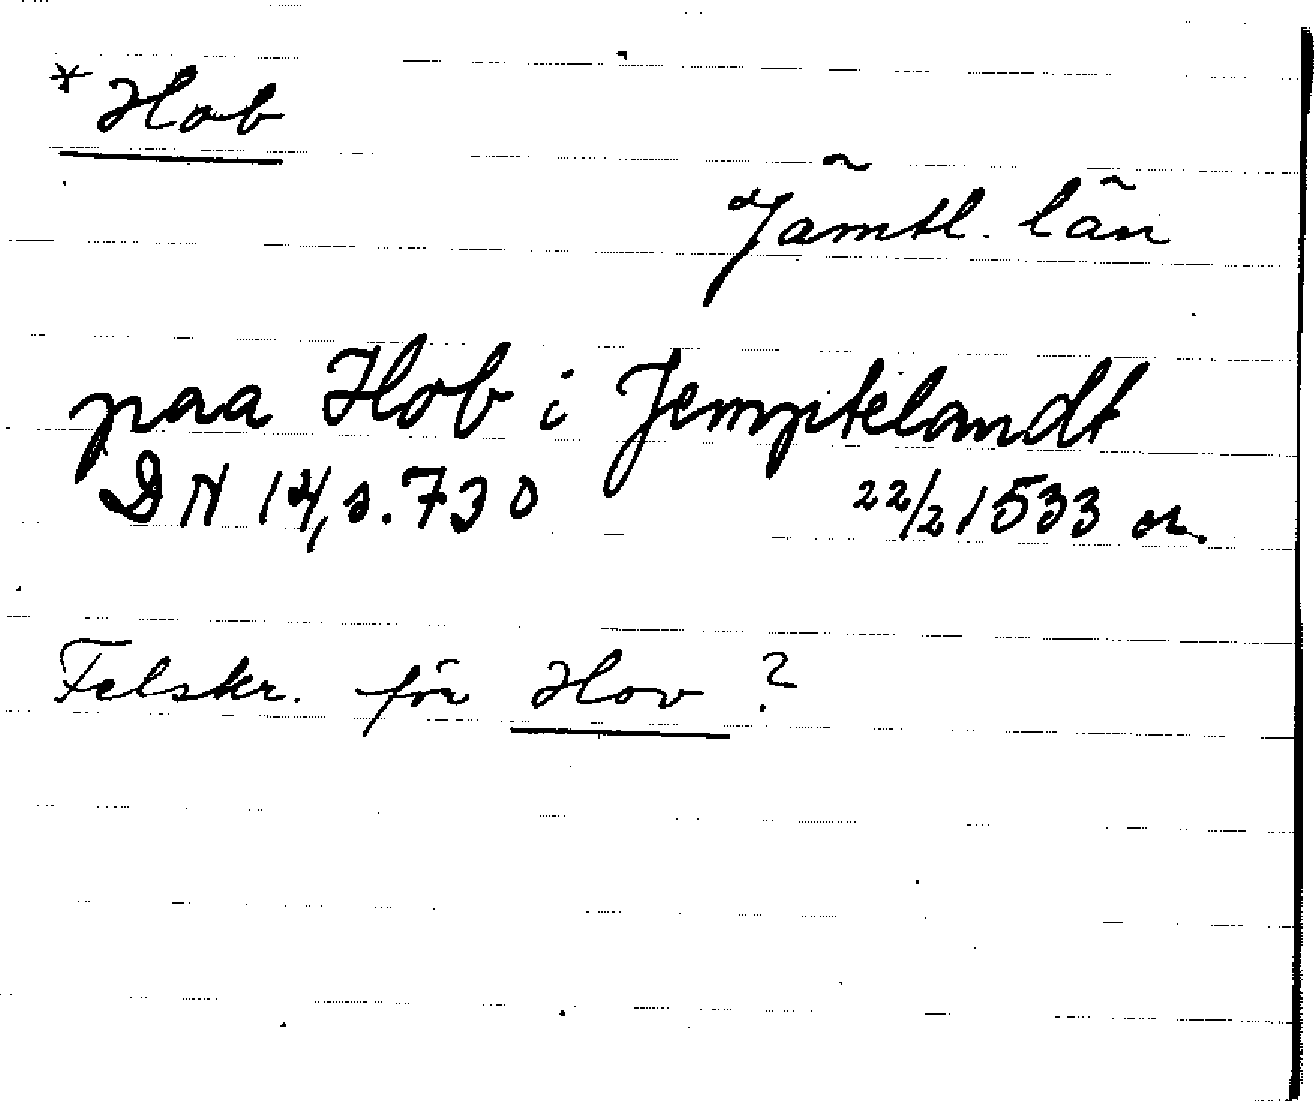 *Hob
Jämtl. län
paa Hob i Jemptelandt
DN 14, s. 730 22/2 1533 or.
Felskr. för Hov?